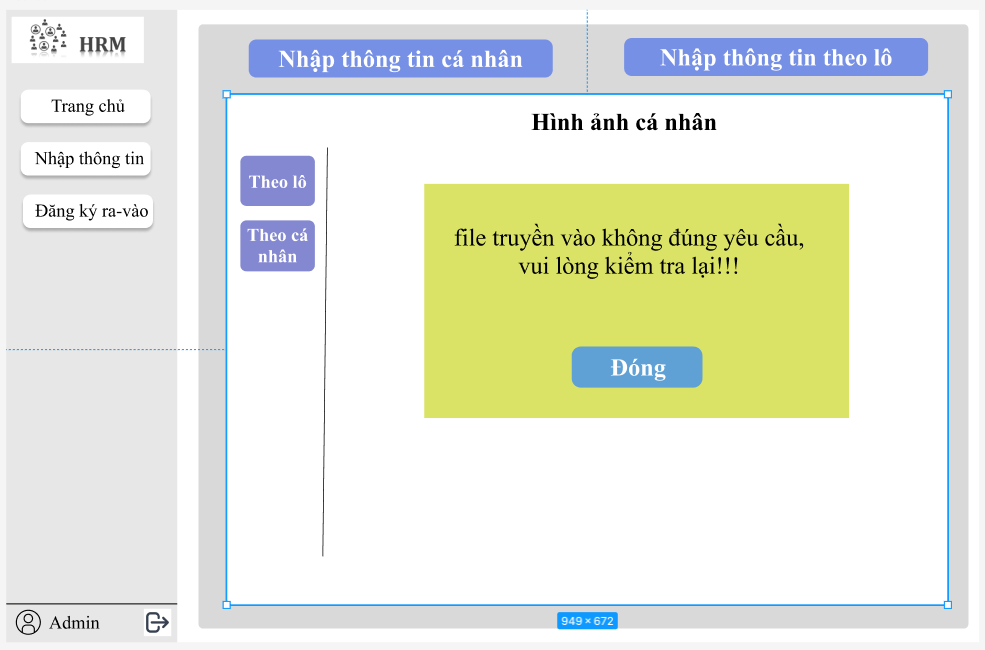 HRM
Trang chủ
Nhập thông tin
Đăng ký ra-vào
Admin
Nhập thông tin cá nhân
Nhập thông tin theo lô
Hình ảnh cá nhân
Theo lô
Theo cá
nhân
file truyền vào không đúng yêu cầu,
vui lòng kiểm tra lại!!!
Đóng
949 × 672